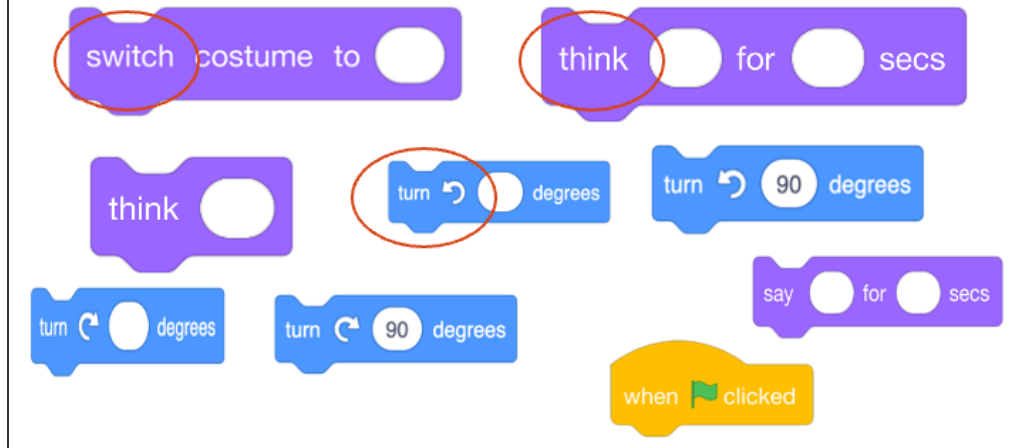 switch costume to
think for secs
think
turn degrees
turn 90 degrees
say for secs
turn degrees
turn 90 degrees
when clicked